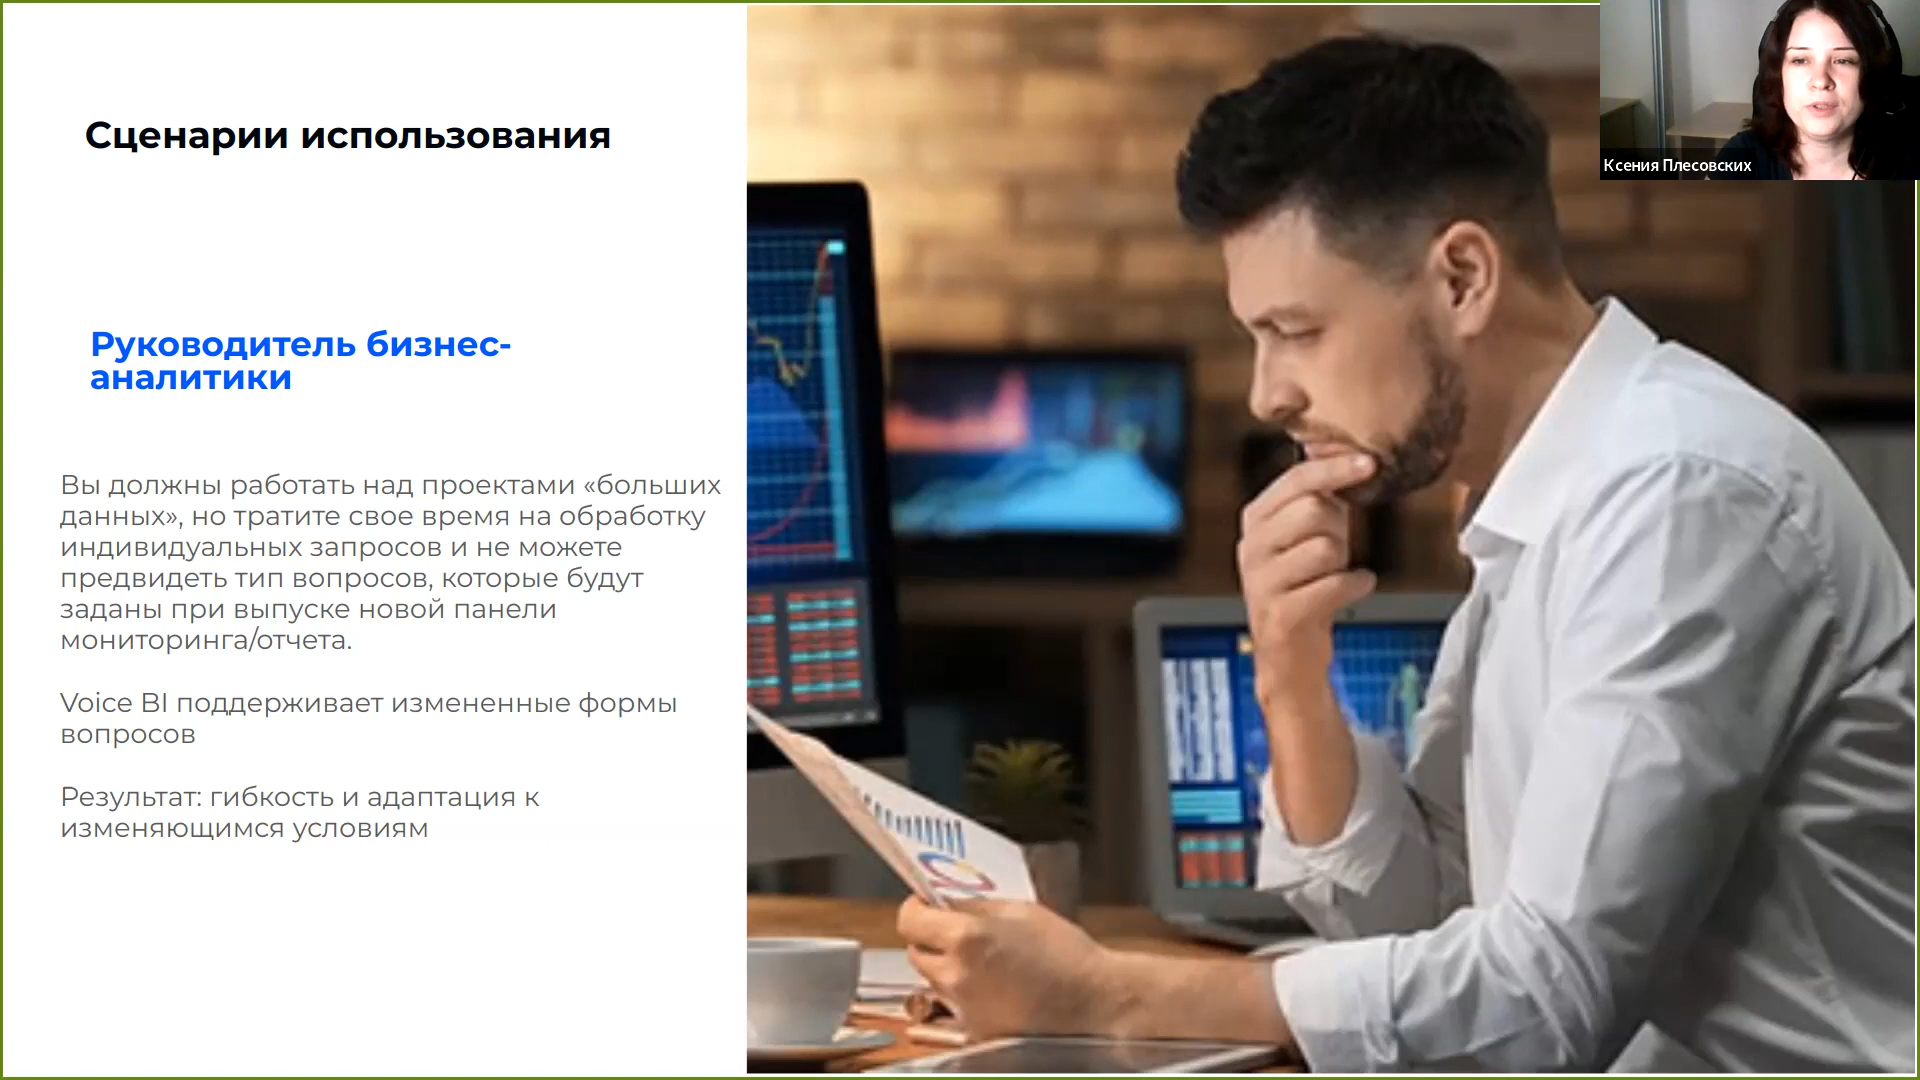 Сценарии использования
Ксения Плесовских
Руководитель бизнес-
аналитики
Вы должны работать над проектами «больших
данных», но тратите свое время на обработку
индивидуальных запросов и не можете
предвидеть тип вопросов, которые будут
заданы при выпуске новой панели
мониторинга/отчета.
Voice BI поддерживает измененные формы
вопросов
Результат: гибкость и адаптация к
изменяющимся условиям